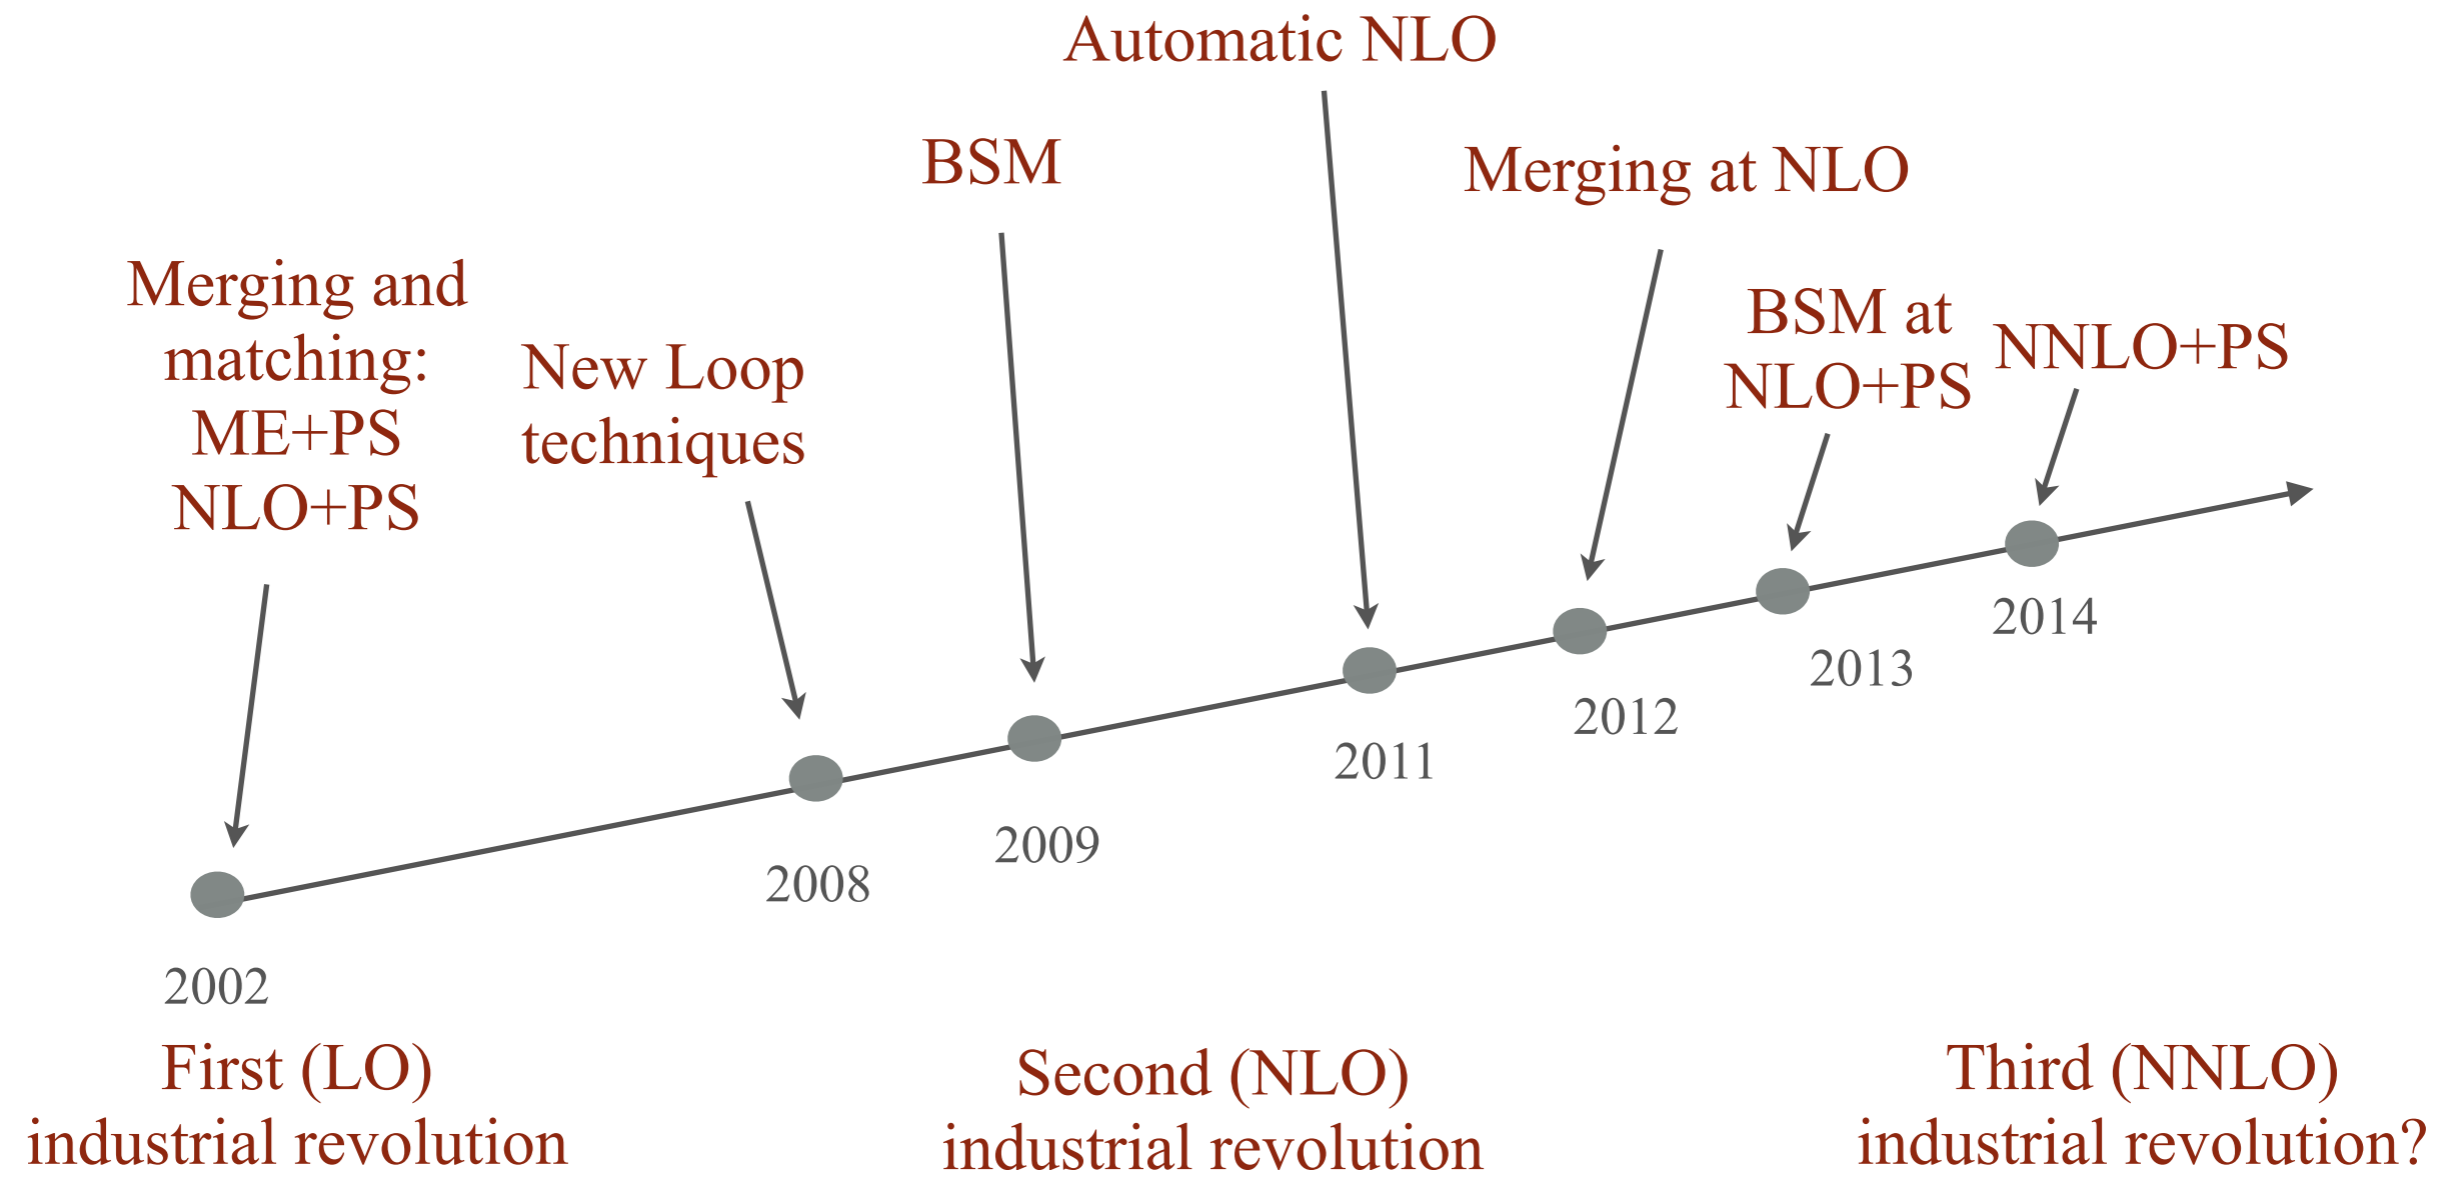 Automatic NLO
BSM
Merging at NLO
Merging and
matching:
ME+PS
NLO+PS
New Loop
techniques
BSM at
NLO+PS
NNLO+PS
2014
2013
2012
2011
2009
2008
2002
First (LO)
industrial revolution
Second (NLO)
industrial revolution
Third (NNLO)
industrial revolution?